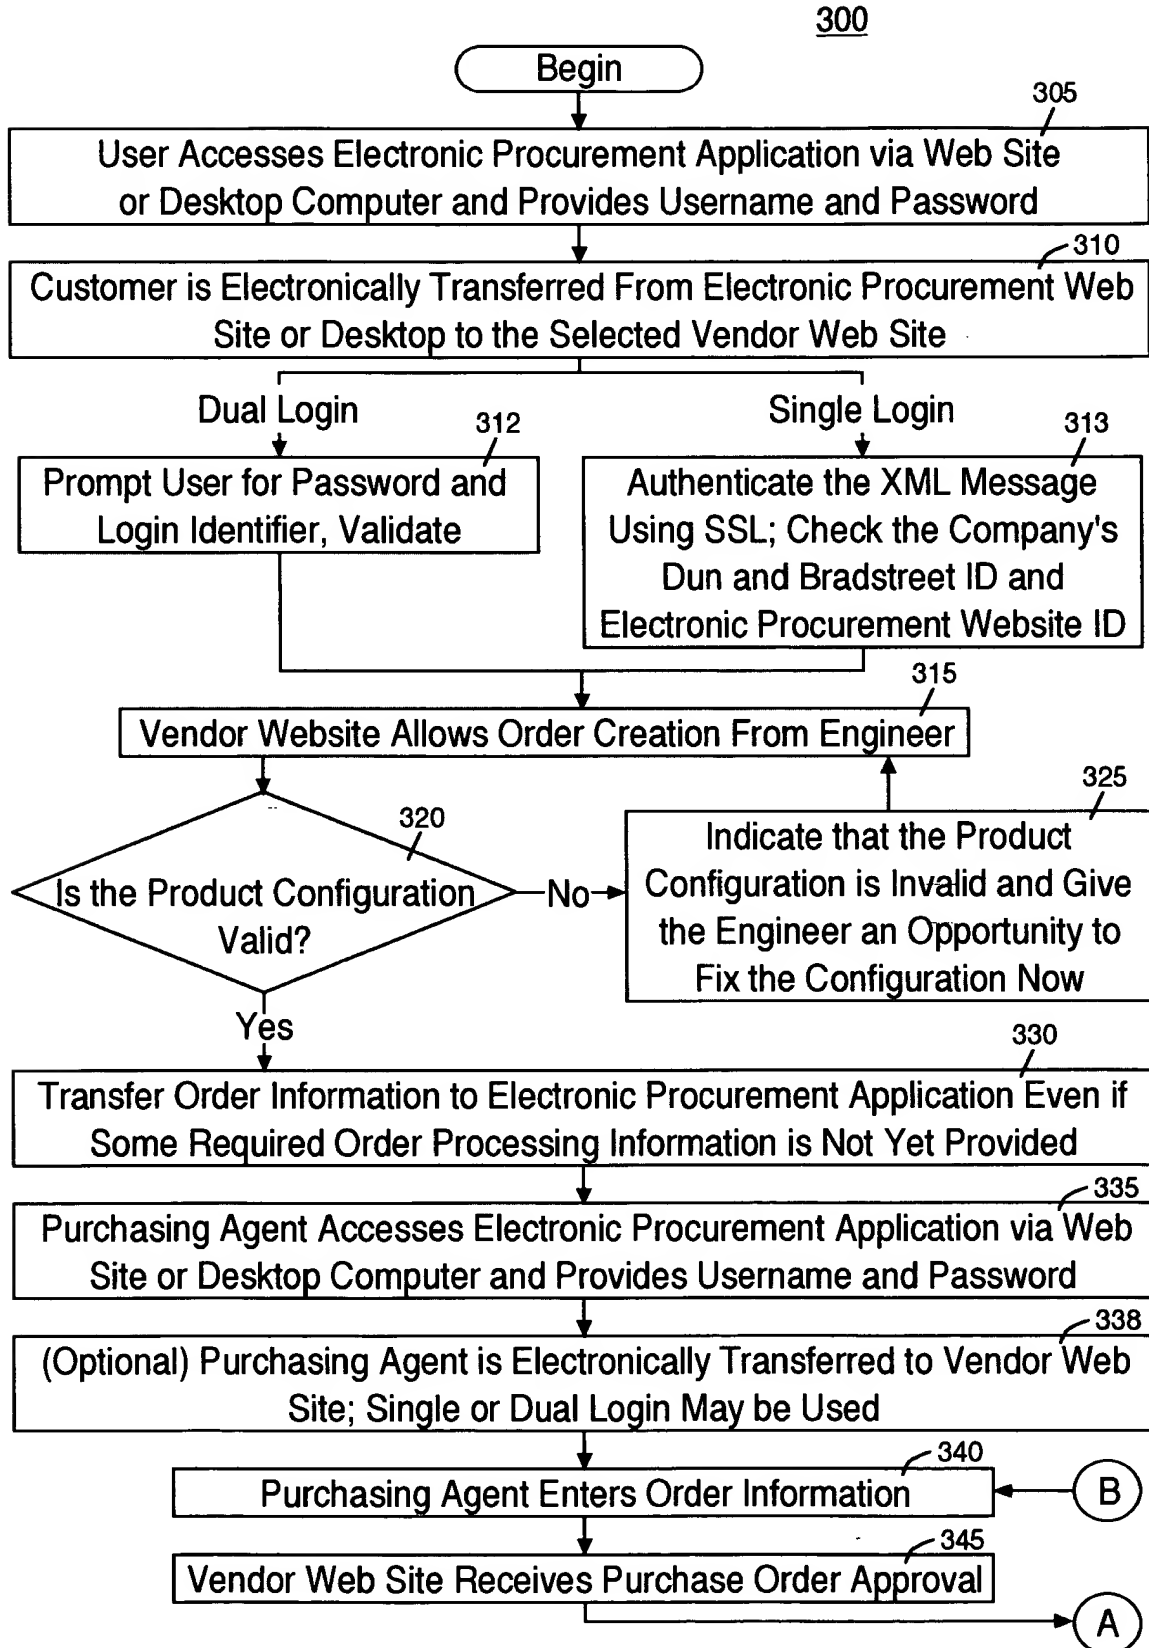 300
Begin
305
User Accesses Electronic Procurement Application via Web Site
or Desktop Computer and Provides Username and Password
310
Customer is Electronically Transferred From Electronic Procurement Web
Site or Desktop to the Selected Vendor Web Site
Dual Login
Single Login
312
Prompt User for Password and
Login Identifier, Validate
313
Authenticate the XML Message
Using SSL; Check the Company's
Dun and Bradstreet ID and
Electronic Procurement Website ID
315
Vendor Website Allows Order Creation From Engineer
320
Is the Product Configuration
Valid?
No
325
Indicate that the Product
Configuration is Invalid and Give
the Engineer an Opportunity to
Fix the Configuration Now
Yes
330
Transfer Order Information to Electronic Procurement Application Even if
Some Required Order Processing Information is Not Yet Provided
335
Purchasing Agent Accesses Electronic Procurement Application via Web
Site or Desktop Computer and Provides Username and Password
338
(Optional) Purchasing Agent is Electronically Transferred to Vendor Web
Site; Single or Dual Login May be Used
340
Purchasing Agent Enters Order Information
B
345
Vendor Web Site Receives Purchase Order Approval
A